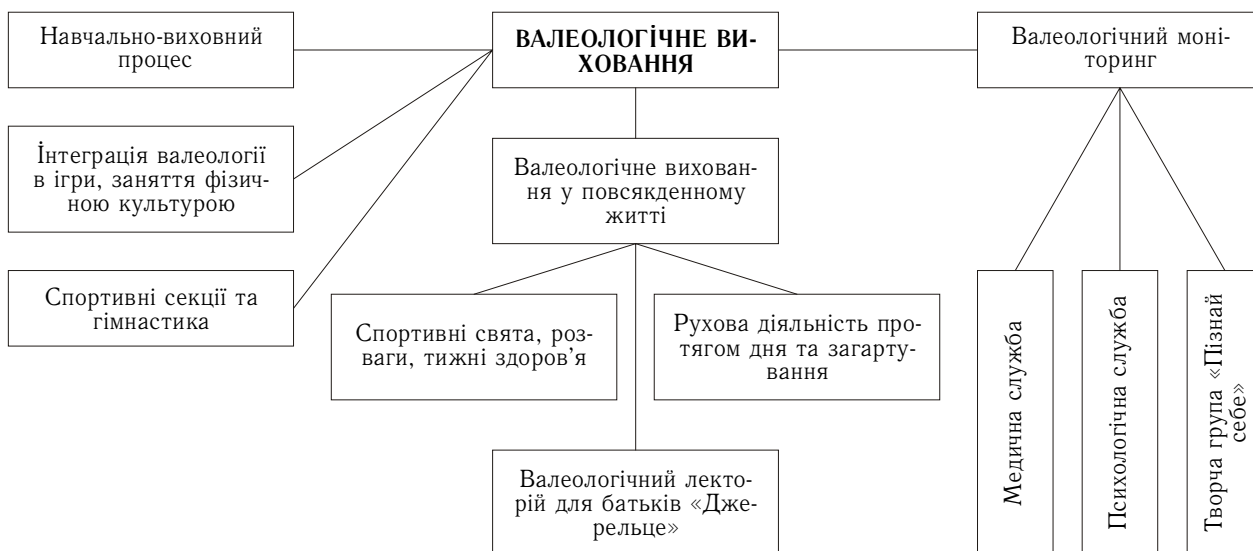 Навчально-виховний
процес
ВАЛЕОЛОГІЧНЕ ВИ-
ХОВАННЯ
Валеологічний моні-
торинг
Інтеграція валеології
в ігри, заняття фізич-
ною культурою
Валеологічне вихован-
ня у повсякденному
житті
Спортивні секції та
гімнастика
Спортивні свята, роз-
ваги, тижні здоров’я
Рухова діяльність про-
тягом дня та загарту-
вання
Валеологічний лекто-
рій для батьків «Дже-
рельце»
Медична служба
Психологічна служба
Творча група «Пізнай
себе»